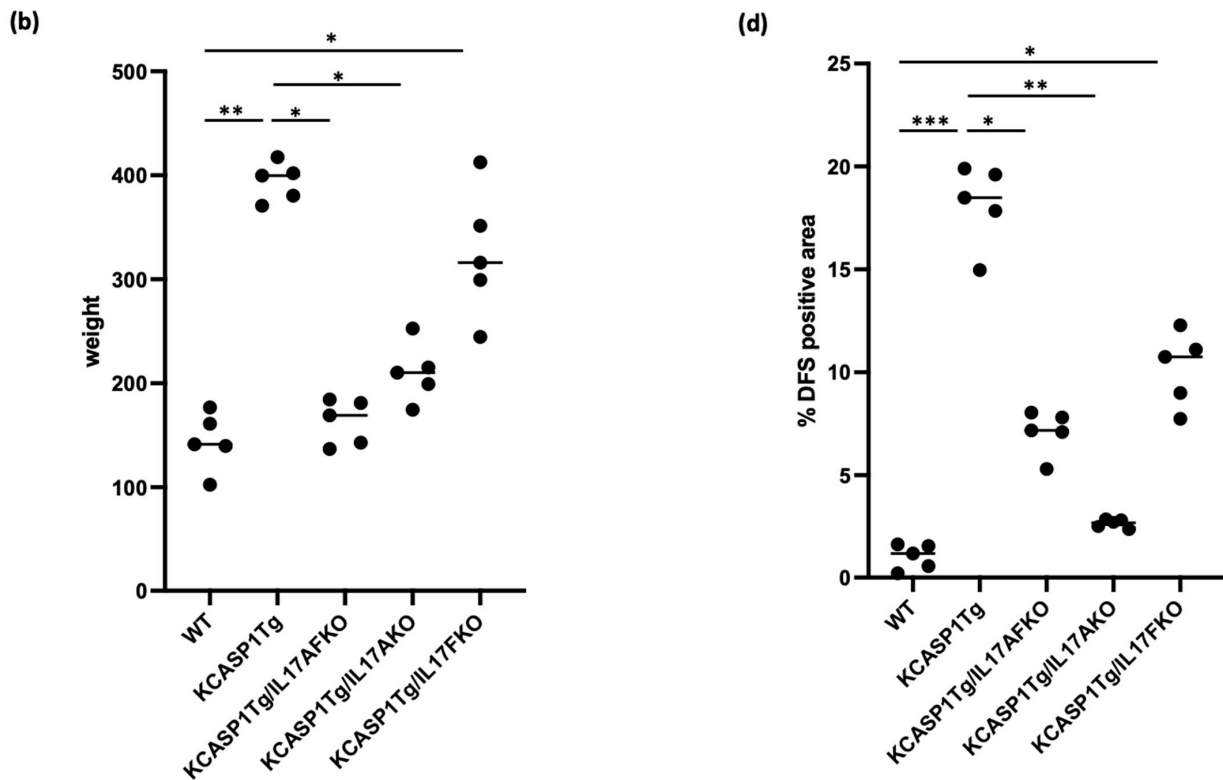 (b)
*
*
** *
500
400
300
200
100
0
weight
WT
KCASP1Tg
KCASP1Tg/IL17AFKO
KCASP1Tg/IL17AKO
KCASP1Tg/IL17FKO
(d)
*
**
*** *
25
20
15
10
5
0
% DFS positive area
WT
KCASP1Tg
KCASP1Tg/IL17AFKO
KCASP1Tg/IL17AKO
KCASP1Tg/IL17FKO